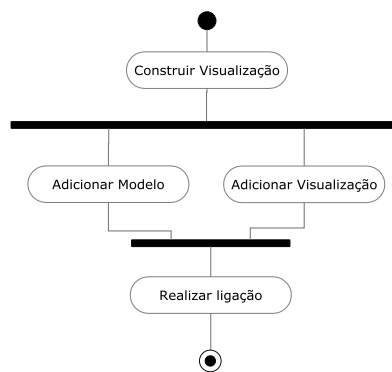 Construir Visualização
Adicionar Modelo
Adicionar Visualização
Realizar ligação